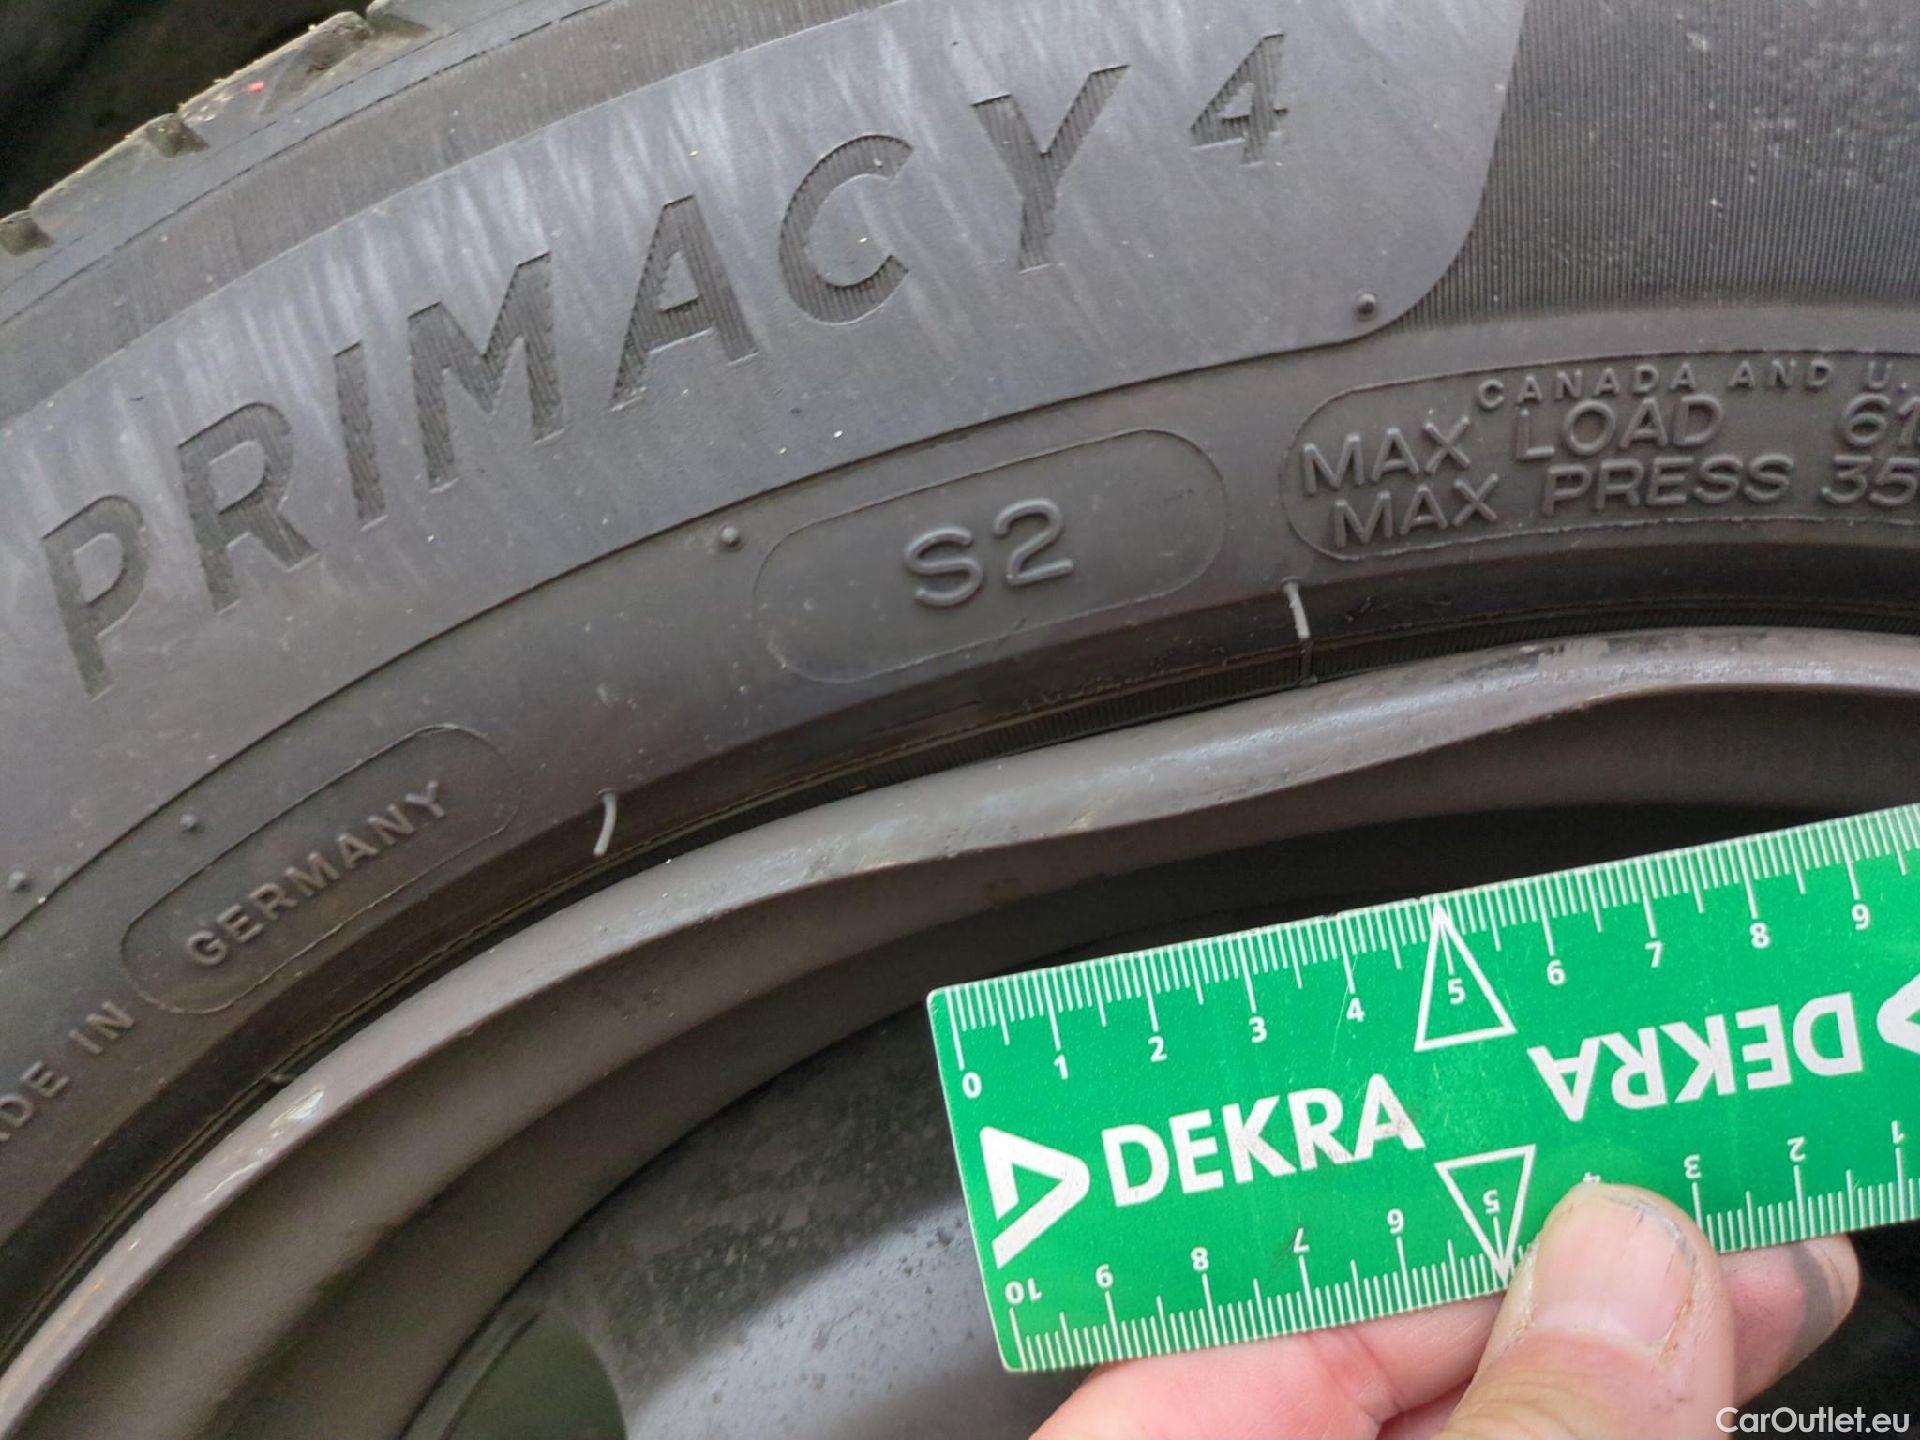 PRIMACY 4
CANADA AND U.
MAX LOAD 61
MAX PRESS 35
S2
GERMANY
DE IN
0 1 2 3 4 5 6 7 8 9
DEKRA
DEKRA
10 9 8 7 6 5 4 3 2 1
CarOutlet.eu